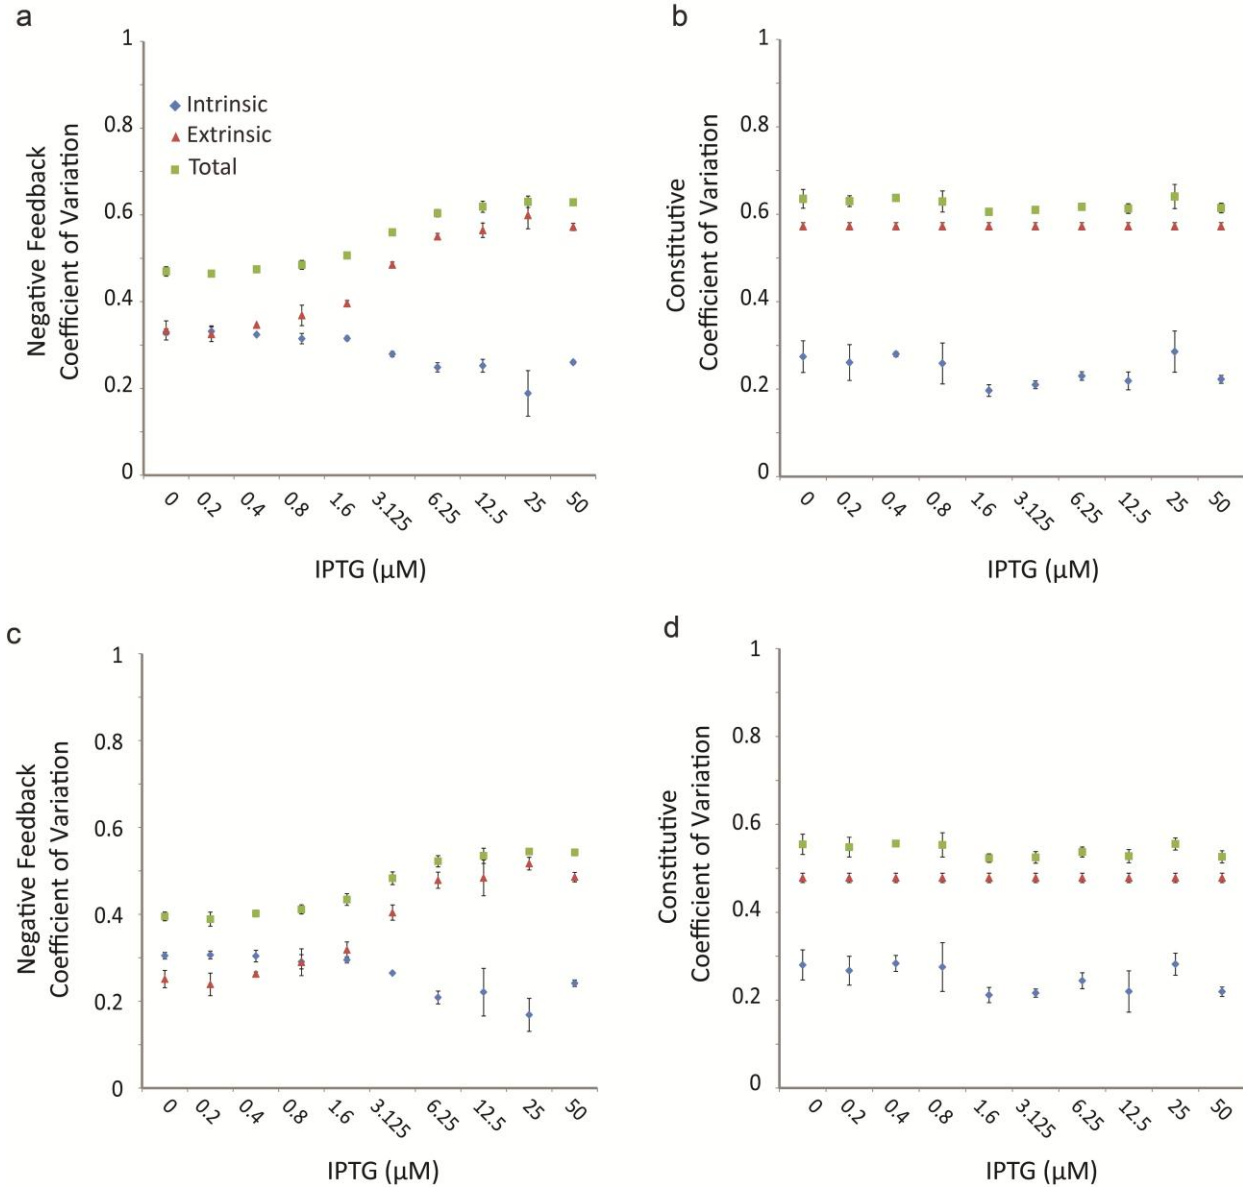 a
Negative Feedback
Coefficient of Variation
1
0.8
0.6
0.4
0.2
0
Intrinsic
Extrinsic
Total
0 0.2 0.4 0.8 1.6 3.125 6.25 12.5 25 50
IPTG (μM)
b
Constitutive
Coefficient of Variation
1
0.8
0.6
0.4
0.2
0
0 0.2 0.4 0.8 1.6 3.125 6.25 12.5 25 50
IPTG (μM)
c
Negative Feedback
Coefficient of Variation
1
0.8
0.6
0.4
0.2
0
0 0.2 0.4 0.8 1.6 3.125 6.25 12.5 25 50
IPTG (μM)
d
Constitutive
Coefficient of Variation
1
0.8
0.6
0.4
0.2
0
0 0.2 0.4 0.8 1.6 3.125 6.25 12.5 25 50
IPTG (μM)